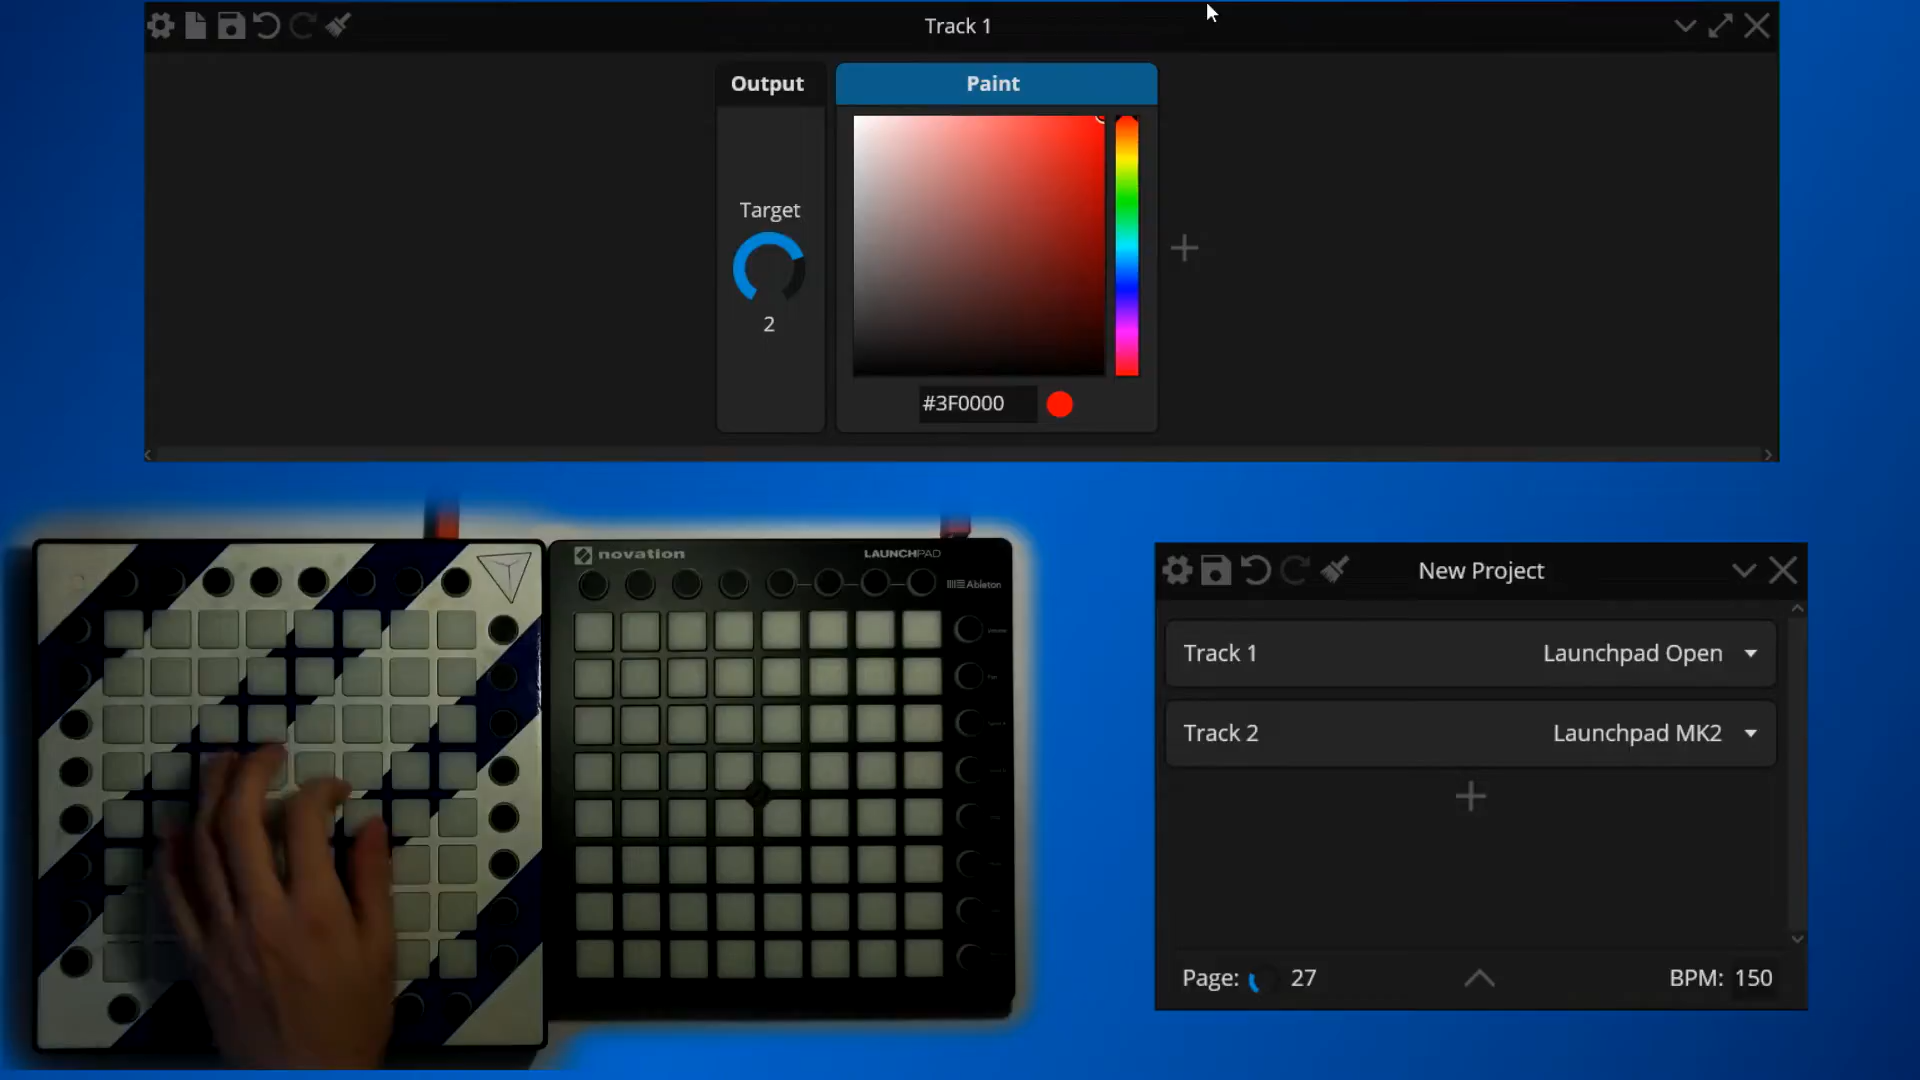 Track 1
Output
Paint
Target
2
#3F0000
novation
LAUNCHPAD
Ableton
New Project
Track 1
Launchpad Open
Track 2
Launchpad MK2
Page: 27
BPM: 150